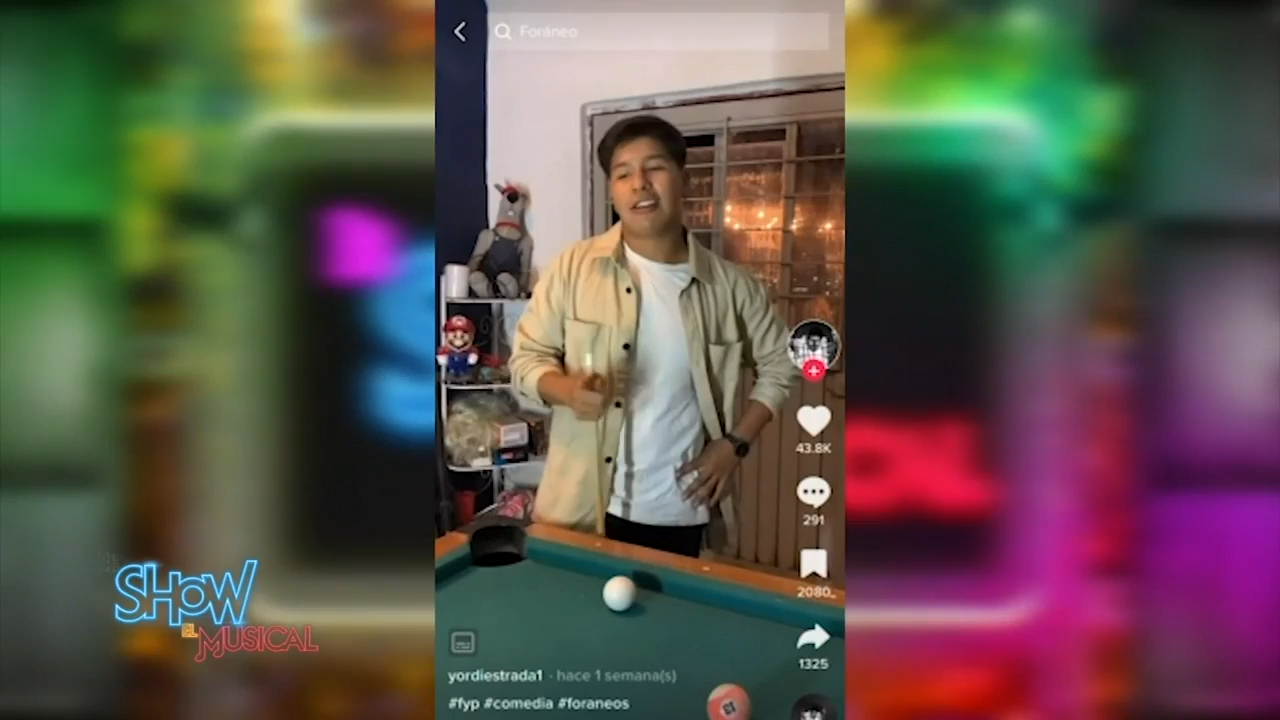 Foráneo
43.8K
291
2080
1325
yordiestrada1 · hace 1 semana(s)
#fyp #comedia #foraneos
SHOW
EL
MUSICAL